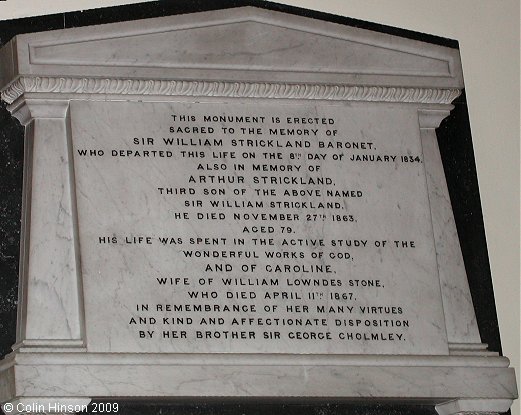 THIS MONUMENT IS ERECTED
SACRED TO THE MEMORY OF
SIR WILLIAM STRICKLAND BARONET,
WHO DEPARTED THIS LIFE ON THE 8TH DAY OF JANUARY 1834,
ALSO IN MEMORY OF
ARTHUR STRICKLAND,
THIRD SON OF THE ABOVE NAMED
SIR WILLIAM STRICKLAND,
HE DIED NOVEMBER 27TH 1863,
AGED 79.
HIS LIFE WAS SPENT IN THE ACTIVE STUDY OF THE
WONDERFUL WORKS OF GOD,
AND OF CAROLINE,
WIFE OF WILLIAM LOWNDES STONE,
WHO DIED APRIL 11TH 1867.
IN REMEMBRANCE OF HER MANY VIRTUES
AND KIND AND AFFECTIONATE DISPOSITION
BY HER BROTHER SIR GEORGE CHOLMLEY.
©Colin Hinson 2009